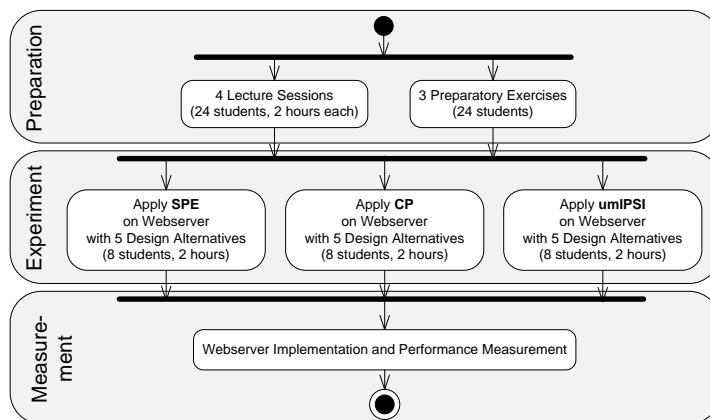 Preparation
4 Lecture Sessions
(24 students, 2 hours each)
3 Preparatory Exercises
(24 students)
Experiment
Apply SPE
on Webserver
with 5 Design Alternatives
(8 students, 2 hours)
Apply CP
on Webserver
with 5 Design Alternatives
(8 students, 2 hours)
Apply umlPSI
on Webserver
with 5 Design Alternatives
(8 students, 2 hours)
Measure-
ment
Webserver Implementation and Performance Measurement